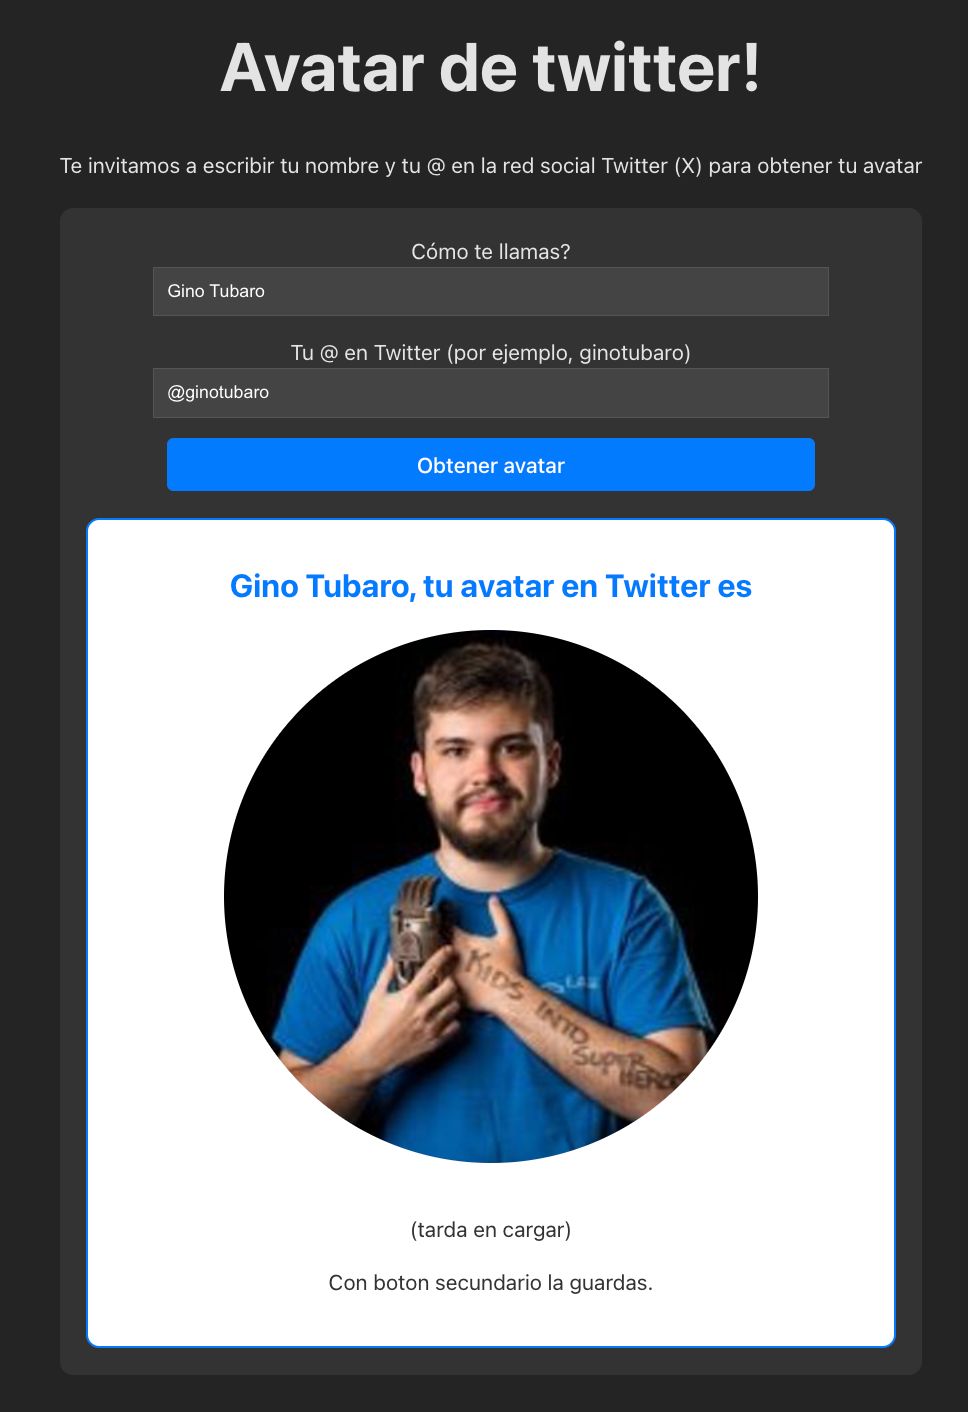 Avatar de twitter!
Te invitamos a escribir tu nombre y tu @ en la red social Twitter (X) para obtener tu avatar
Cómo te llamas?
Gino Tubaro
Tu @ en Twitter (por ejemplo, ginotubaro)
@ginotubaro
Obtener avatar
Gino Tubaro, tu avatar en Twitter es
KIDS INTO
SUPER
(tarda en cargar)
Con boton secundario la guardas.